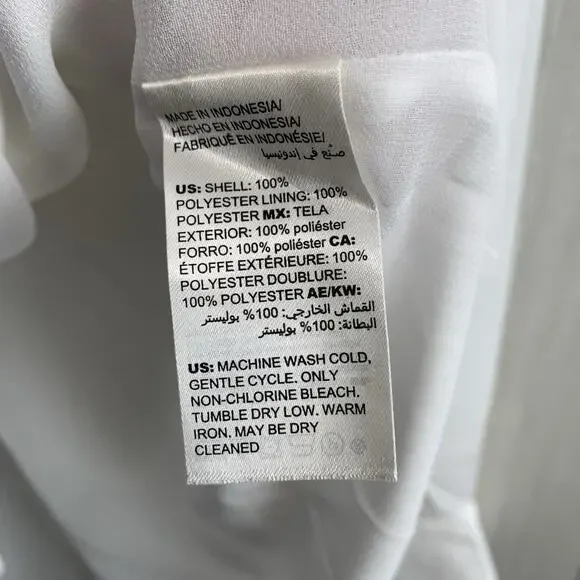 MADE IN INDONESIA/
HECHO EN INDONESIA/
FABRIQUÉ EN INDONÉSIE/
صنع في إندونيسيا
US: SHELL: 100%
POLYESTER LINING: 100%
POLYESTER MX: TELA
EXTERIOR: 100% poliéster
FORRO: 100% poliéster CA:
ÉTOFFE EXTÉRIEURE: 100%
POLYESTER DOUBLURE:
100% POLYESTER AE/KW:
القماش الخارجي: 100% بوليستر
البطانة: 100% بوليستر
US: MACHINE WASH COLD,
GENTLE CYCLE. ONLY
NON-CHLORINE BLEACH.
TUMBLE DRY LOW. WARM
IRON. MAY BE DRY
CLEANED